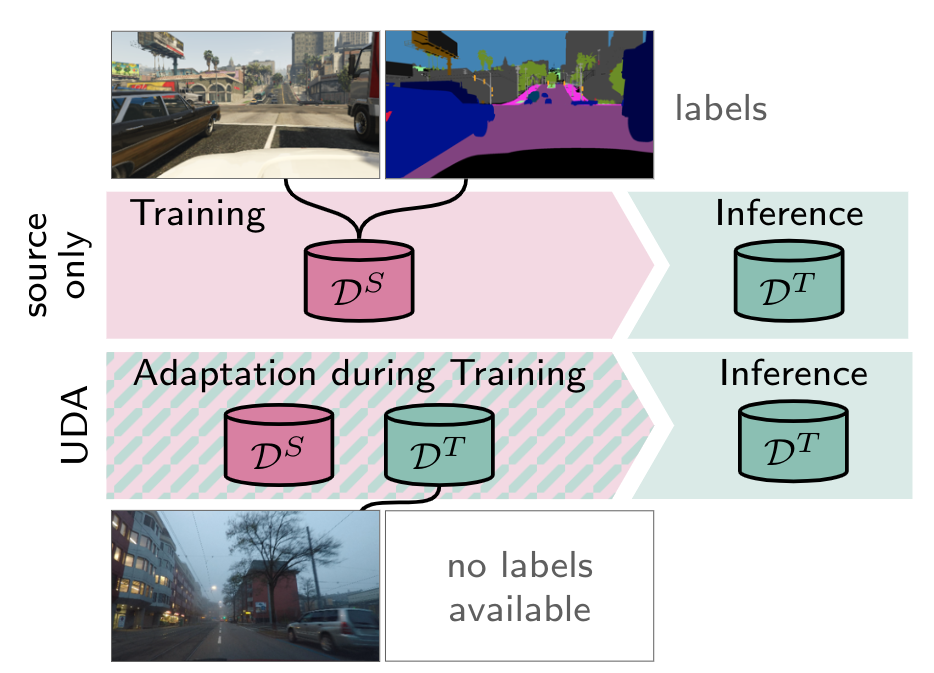 labels
source
only
Training
Inference
$\mathcal{D}^S$
$\mathcal{D}^T$
UDA
Adaptation during Training
Inference
$\mathcal{D}^S$
$\mathcal{D}^T$
$\mathcal{D}^T$
no labels
available